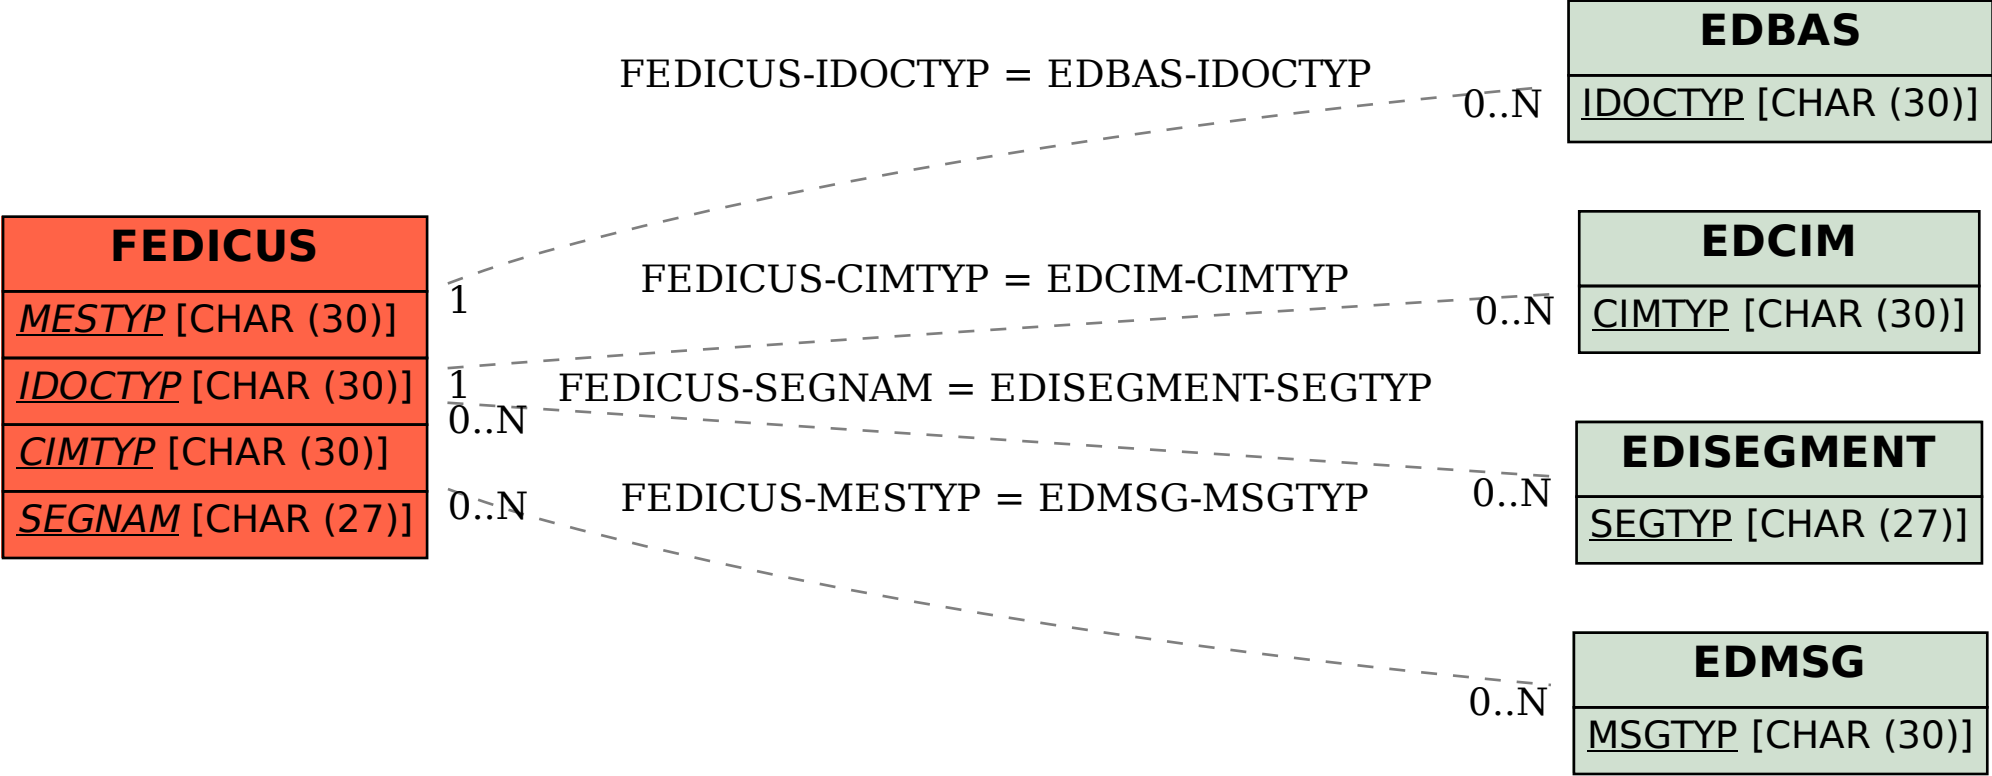 FEDICUS
MESTYP [CHAR (30)]
IDOCTYP [CHAR (30)]
CIMTYP [CHAR (30)]
SEGNAM [CHAR (27)]
FEDICUS-IDOCTYP = EDBAS-IDOCTYP
1
0..N
FEDICUS-CIMTYP = EDCIM-CIMTYP
1
0..N
FEDICUS-SEGNAM = EDISEGMENT-SEGTYP
0..N
0..N
FEDICUS-MESTYP = EDMSG-MSGTYP
0..N
0..N
EDBAS
IDOCTYP [CHAR (30)]
EDCIM
CIMTYP [CHAR (30)]
EDISEGMENT
SEGTYP [CHAR (27)]
EDMSG
MSGTYP [CHAR (30)]